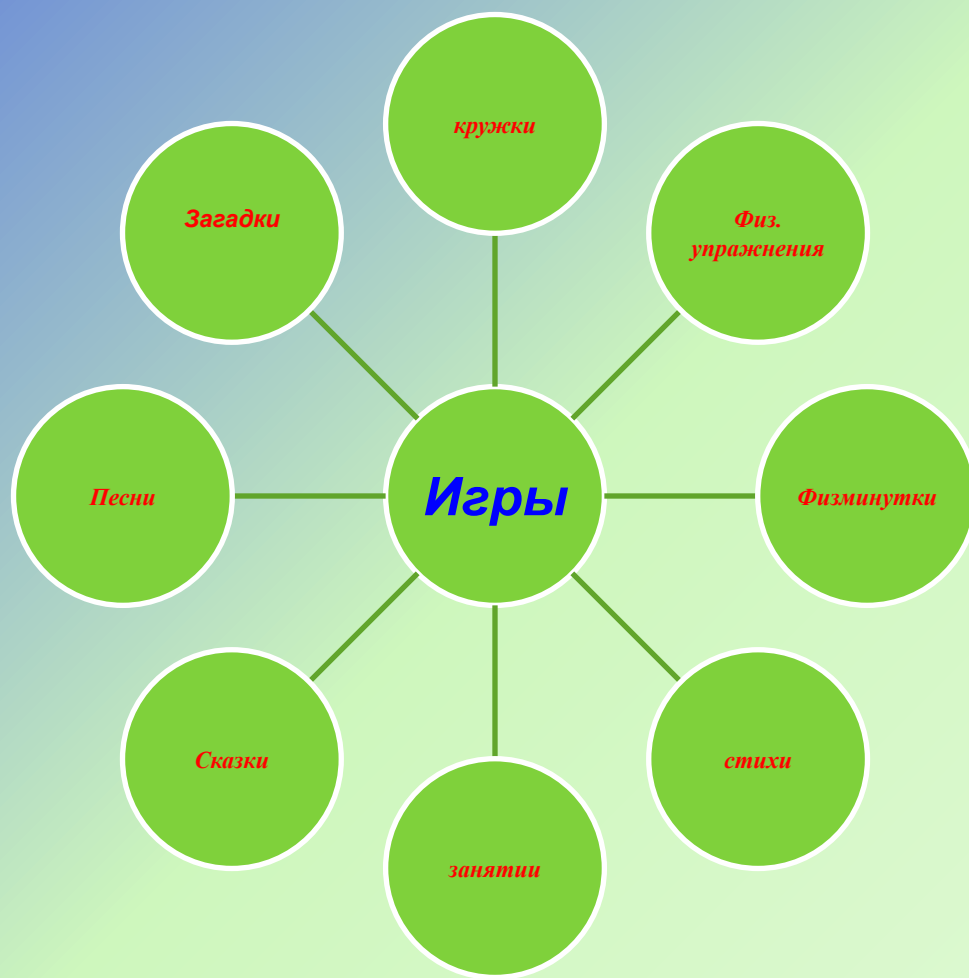 кружки
Загадки
Физ.
упражнения
Игры
Песни
Физминутки
Сказки
стихи
занятии